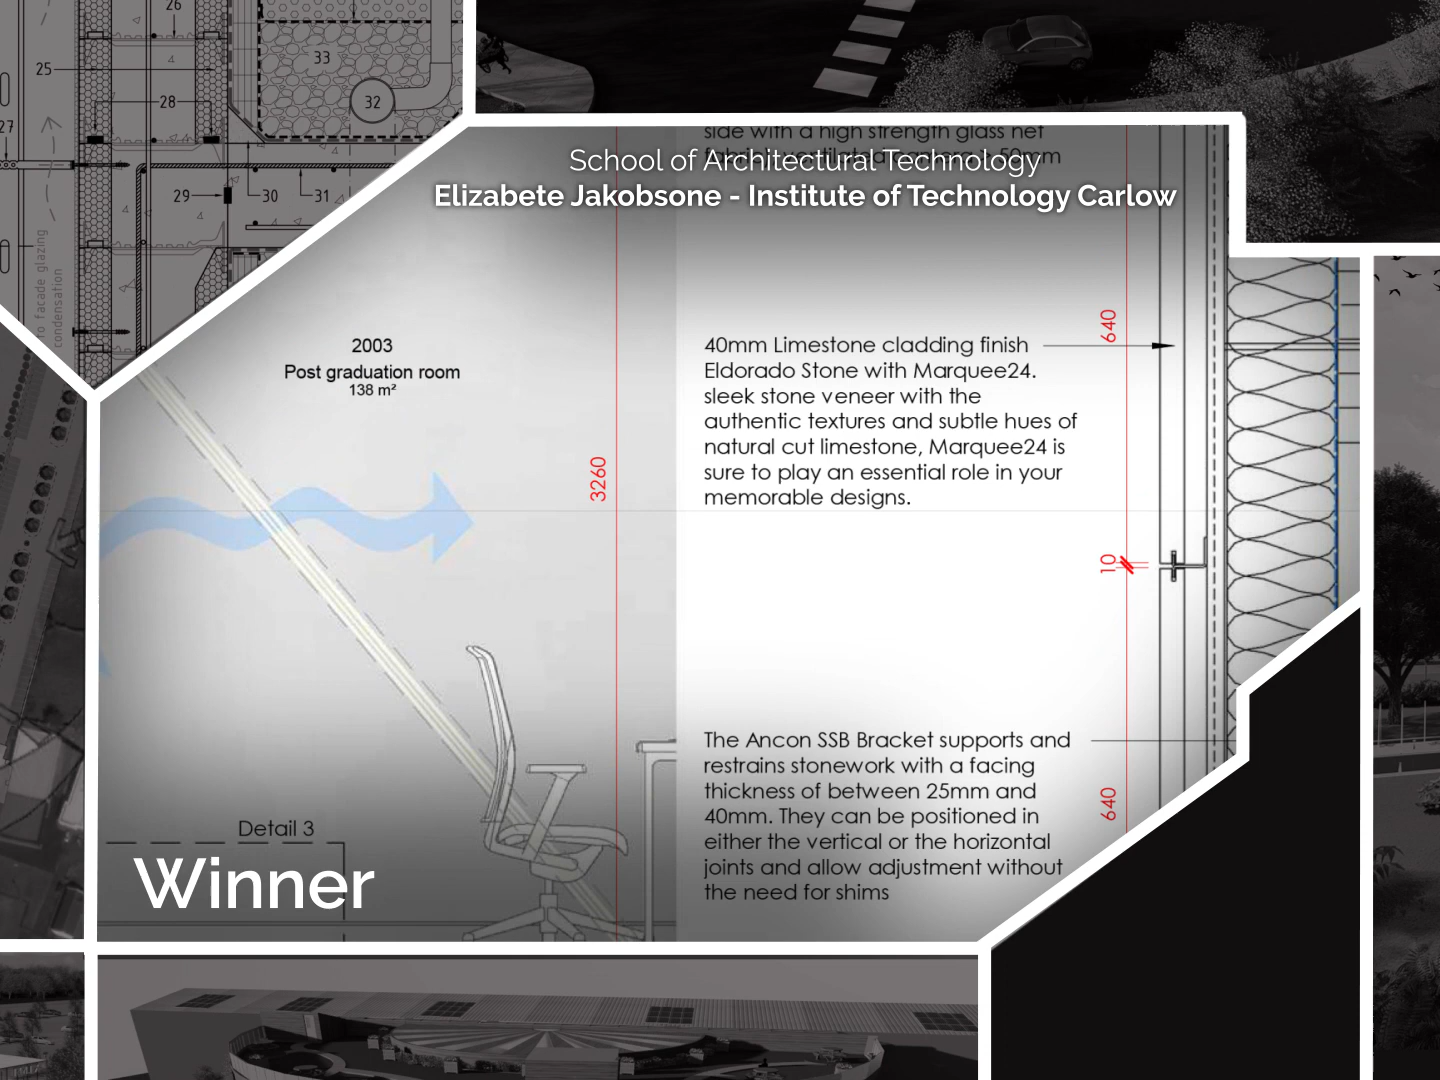 26
33
25
32
28
27
29
30
31
to facade glazing
condensation
side with a high strength glass net
School of Architectural Technology
Elizabete Jakobsone - Institute of Technology Carlow
2003
Post graduation room
138 m²
3260
640
40mm Limestone cladding finish
Eldorado Stone with Marquee24.
sleek stone veneer with the
authentic textures and subtle hues of
natural cut limestone, Marquee24 is
sure to play an essential role in your
memorable designs.
10
The Ancon SSB Bracket supports and
restrains stonework with a facing
thickness of between 25mm and
40mm. They can be positioned in
either the vertical or the horizontal
joints and allow adjustment without
the need for shims
640
Detail 3
Winner